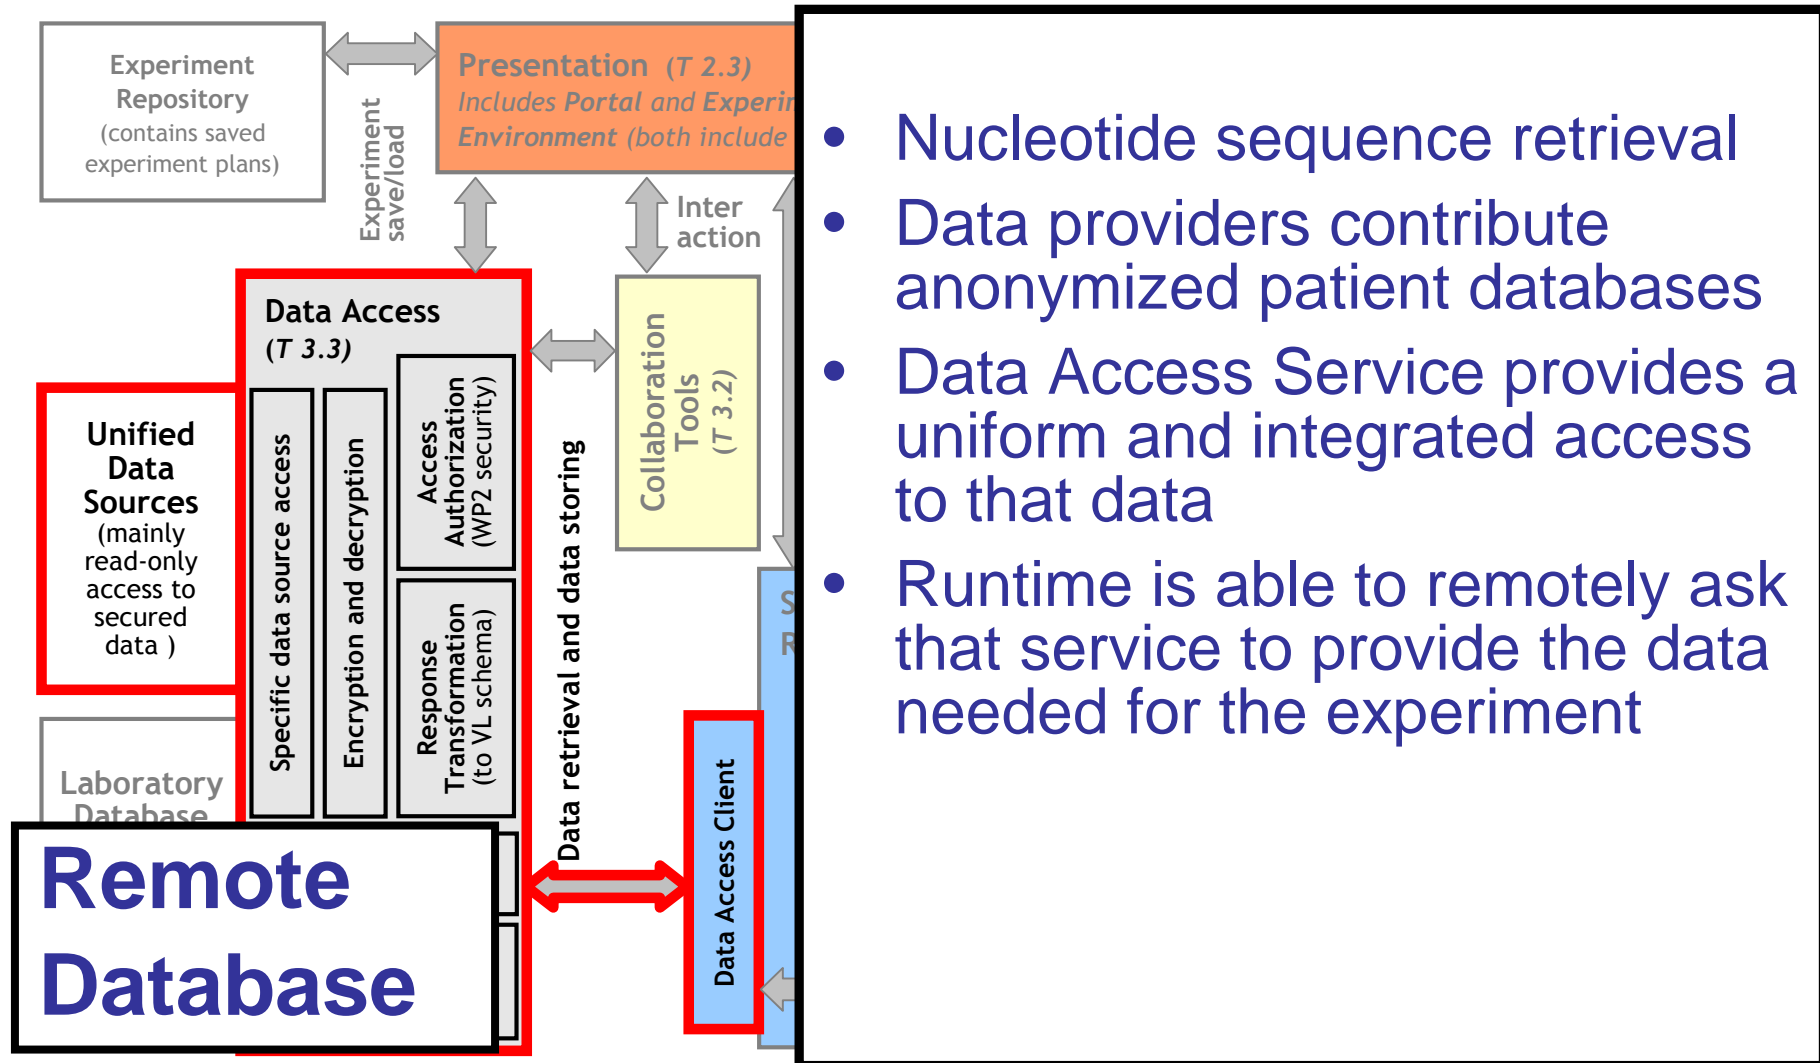 Experiment
Repository
(contains saved
experiment plans)
Experiment
save/load
Presentation (T 2.3)
Includes Portal and Experim
Environment (both include
Inter
action
Data Access
(T 3.3)
Unified
Data
Sources
(mainly
read-only
access to
secured
data )
Specific data source access
Encryption and decryption
Access
Authorization
(WP2 security)
Response
Transformation
(to VL schema)
Data retrieval and data storing
Collaboration
Tools
(T 3.2)
Laboratory
Database
S
R
Data Access Client
Remote
Database
• Nucleotide sequence retrieval
• Data providers contribute
anonymized patient databases
• Data Access Service provides a
uniform and integrated access
to that data
• Runtime is able to remotely ask
that service to provide the data
needed for the experiment